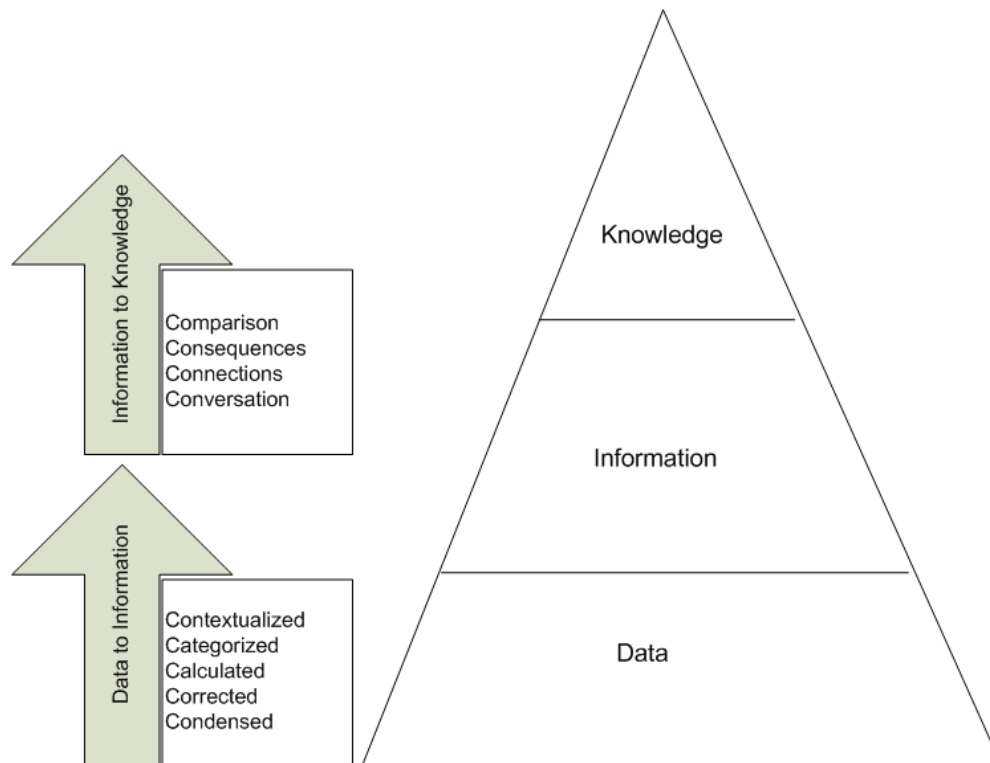 Information to Knowledge
Comparison
Consequences
Connections
Conversation
Data to Information
Contextualized
Categorized
Calculated
Corrected
Condensed
Knowledge
Information
Data